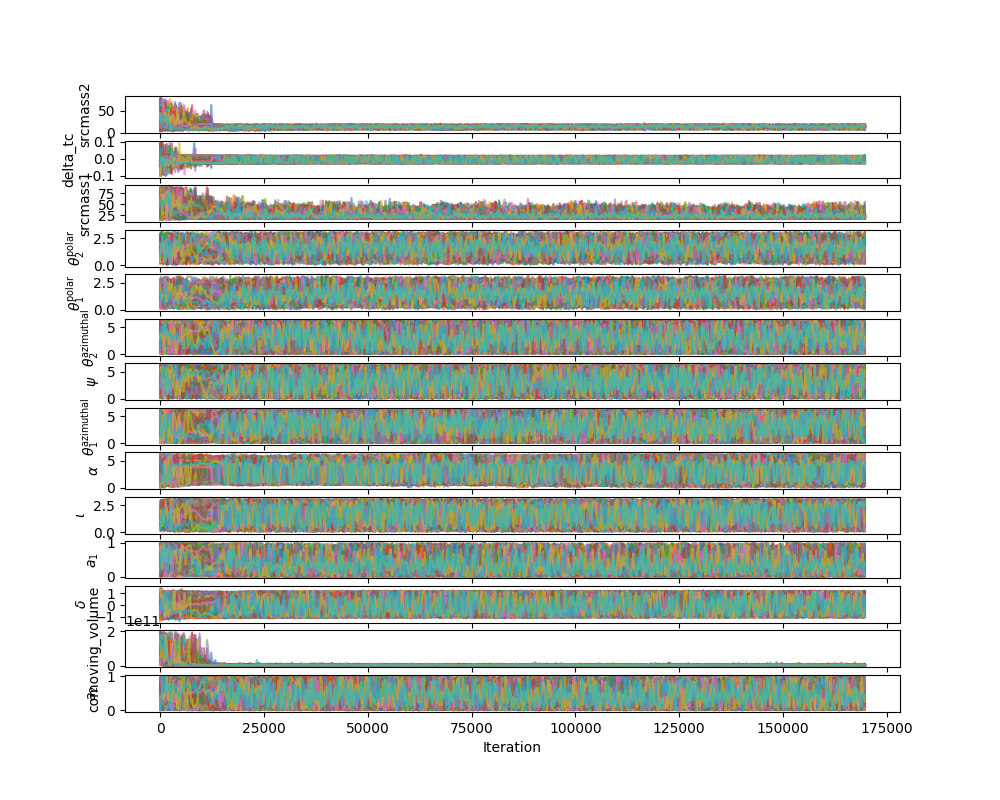 srcmass2
50
0
delta_tc
0.1
0.0
−0.1
srcmass1
75
50
25
θ₂^polar
2.5
0.0
θ₁^polar
2.5
0.0
θ₂^azimuthal
5
0
ψ
5
0
θ₁^azimuthal
5
0
α
5
0
ι
2.5
0.0
a₁
1
0
δ
1
0
−1
1e11
comoving_volume
2
0
a₂
1
0
0 25000 50000 75000 100000 125000 150000 175000
Iteration